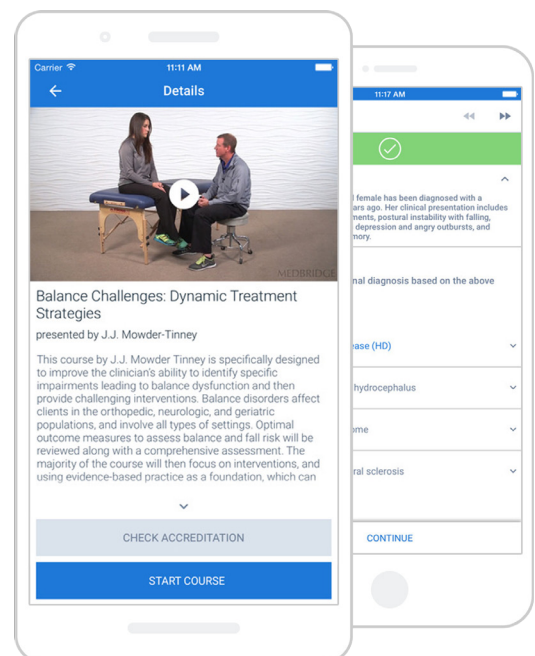 Carrier 11:11 AM
Details
MEDBRIDGE
Balance Challenges: Dynamic Treatment
Strategies
presented by J.J. Mowder-Tinney
This course by J.J. Mowder Tinney is specifically designed
to improve the clinician's ability to identify specific
impairments leading to balance dysfunction and then
provide challenging interventions. Balance disorders affect
clients in the orthopedic, neurologic, and geriatric
populations, and involve all types of settings. Optimal
outcome measures to assess balance and fall risk will be
reviewed along with a comprehensive assessment. The
majority of the course will then focus on interventions, and
using evidence-based practice as a foundation, which can
CHECK ACCREDITATION
START COURSE
11:17 AM
female has been diagnosed with a
ars ago. Her clinical presentation includes
ments, postural instability with falling,
depression and angry outbursts, and
mory.
nal diagnosis based on the above
ease (HD)
hydrocephalus
ome
ral sclerosis
CONTINUE